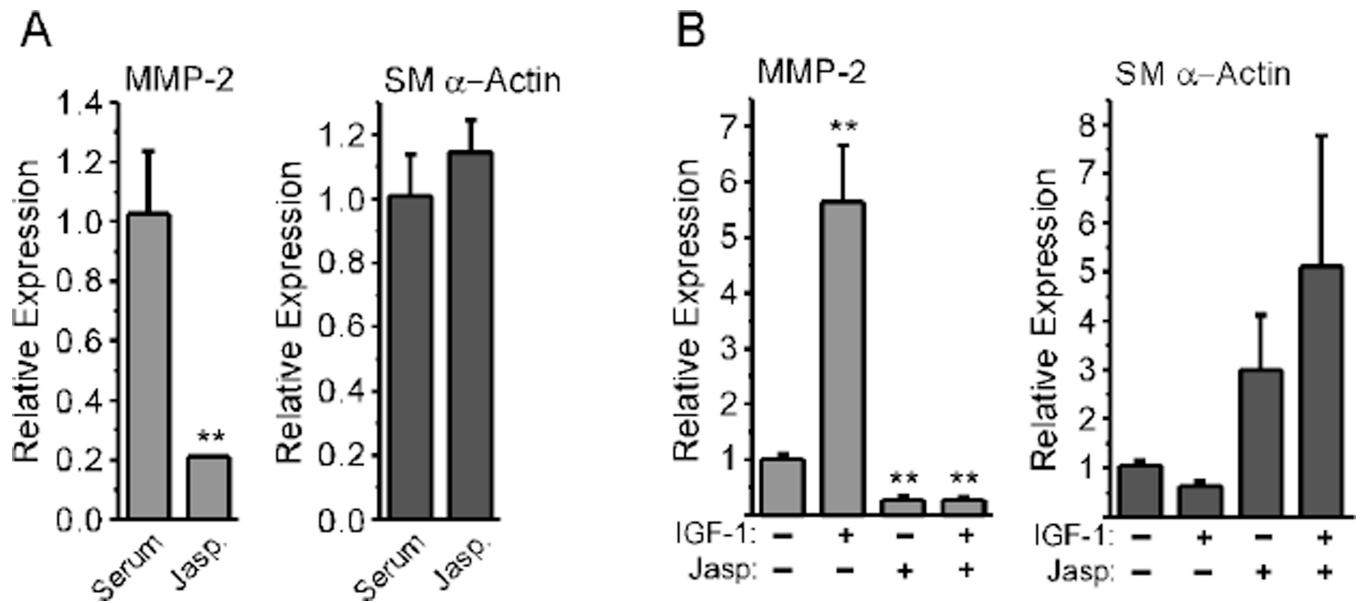 A
MMP-2
Relative Expression
1.4
1.2
1.0
0.8
0.6
0.4
0.2
0.0
**
Serum
Jasp.
SM α–Actin
Relative Expression
1.2
1.0
0.8
0.6
0.4
0.2
0.0
Serum
Jasp.
B
MMP-2
Relative Expression
7
6
5
4
3
2
1
**
**
**
IGF-1: – + – +
Jasp: – – + +
SM α–Actin
Relative Expression
8
7
6
5
4
3
2
1
IGF-1: – + – +
Jasp: – – + +